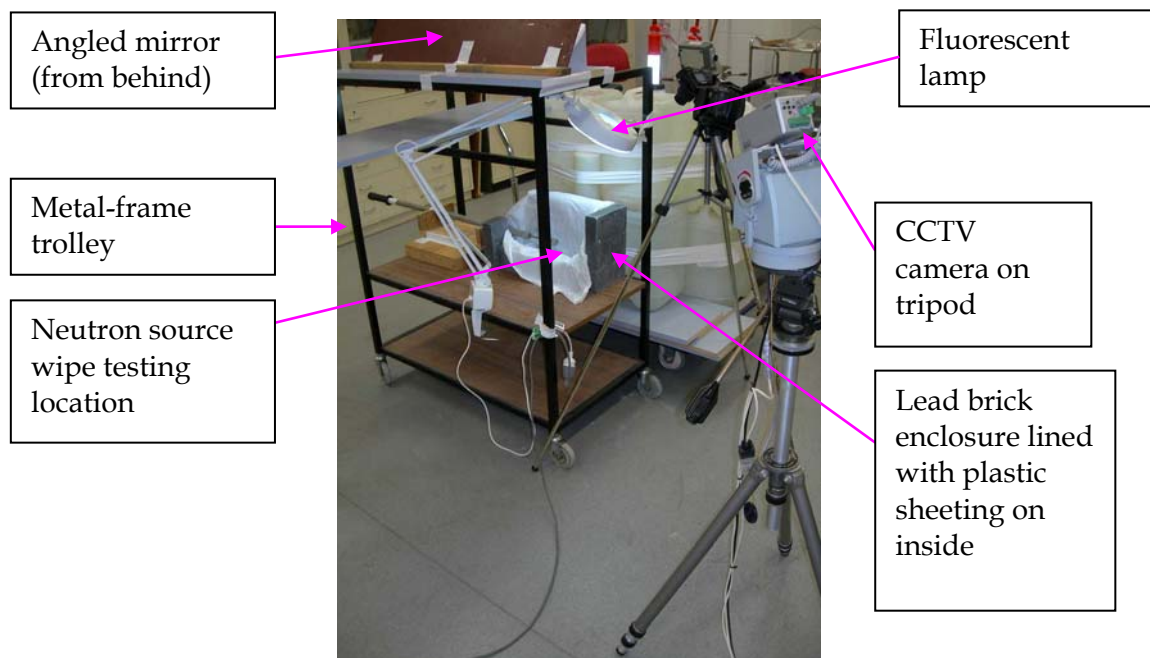 Angled mirror
(from behind)
Metal-frame
trolley
Neutron source
wipe testing
location
Fluorescent
lamp
CCTV
camera on
tripod
Lead brick
enclosure lined
with plastic
sheeting on
inside